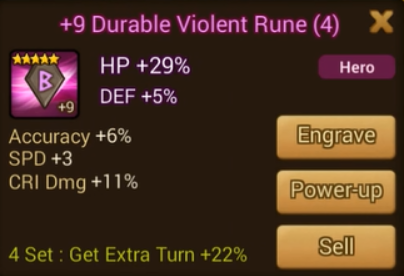 +9 Durable Violent Rune (4)
HP +29%
Hero
+9
DEF +5%
Accuracy +6%
SPD +3
CRI Dmg +11%
Engrave
Power-up
4 Set : Get Extra Turn +22%
Sell